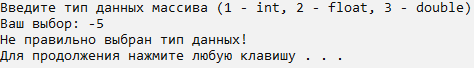 Введите тип данных массива (1 - int, 2 - float, 3 - double)
Ваш выбор: -5
Не правильно выбран тип данных!
Для продолжения нажмите любую клавишу . . .